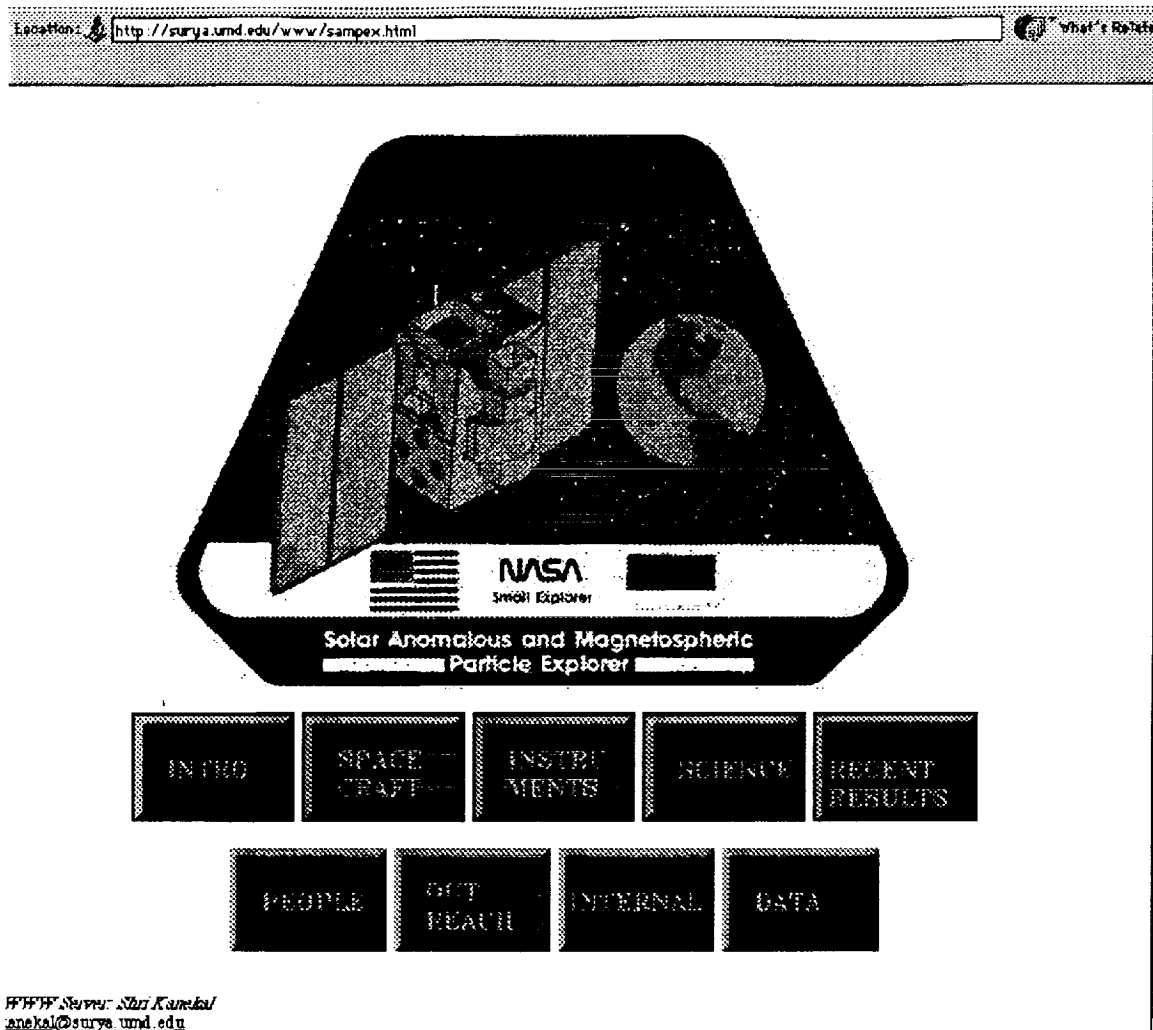 Location: http://surya.umd.edu/www/sampex.html What's Relate
NASA
Small Explorer
Solar Anomalous and Magnetospheric
Particle Explorer
INTRO
SPACE
CRAFT
INSTRU
MENTS
SCIENCE
RECENT
RESULTS
PEOPLE
OUT
REACH
INTERNAL
DATA
WWW Server: Shri Kanekal
anekal@surya.umd.edu